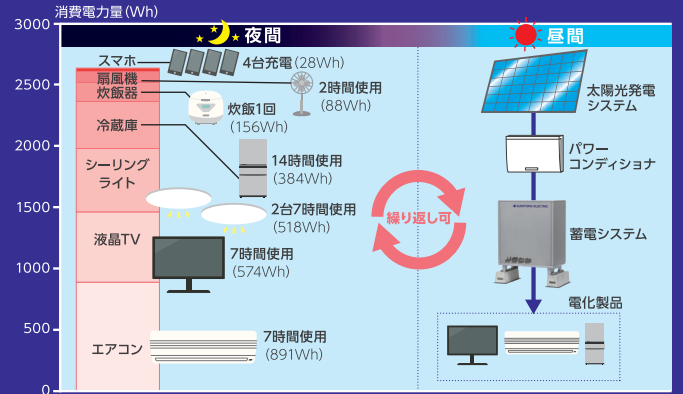 消費電力量(Wh)
3000
2500
2000
1500
1000
500
0
夜間
昼間
スマホ
4台充電(28Wh)
扇風機
2時間使用
(88Wh)
炊飯器
炊飯1回
(156Wh)
冷蔵庫
14時間使用
(384Wh)
シーリング
ライト
2台7時間使用
(518Wh)
液晶TV
7時間使用
(574Wh)
エアコン
7時間使用
(891Wh)
繰り返し可
太陽光発電
システム
パワー
コンディショナ
蓄電システム
電化製品